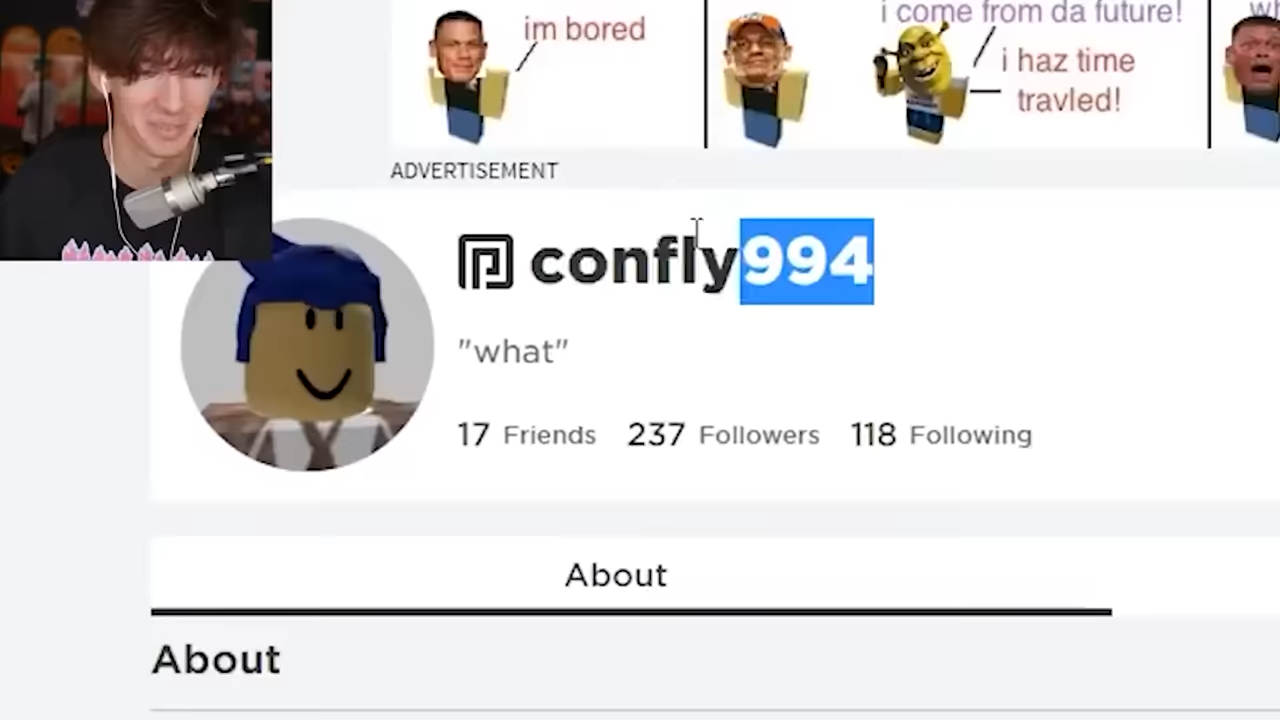 im bored
i come from da future!
i haz time
travled!
ADVERTISEMENT
confly994
"what"
17 Friends 237 Followers 118 Following
About
About